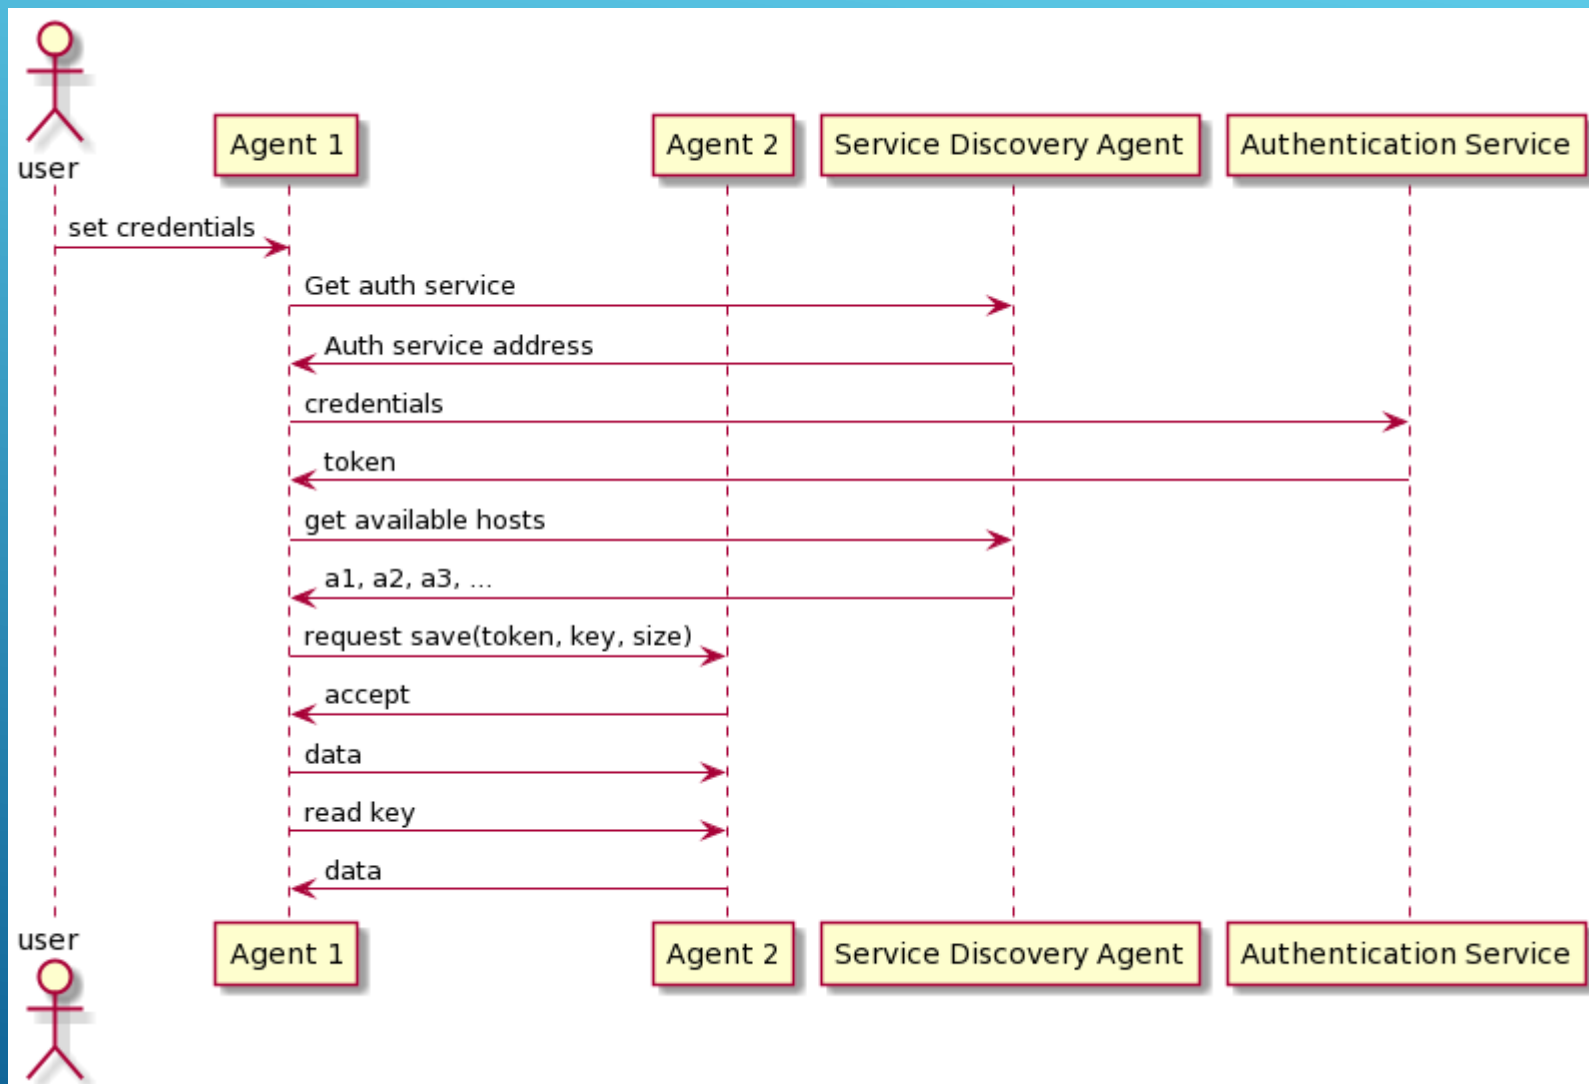 user
Agent 1
Agent 2
Service Discovery Agent
Authentication Service
set credentials
Get auth service
Auth service address
credentials
token
get available hosts
a1, a2, a3, ...
request save(token, key, size)
accept
data
read key
data
user
Agent 1
Agent 2
Service Discovery Agent
Authentication Service